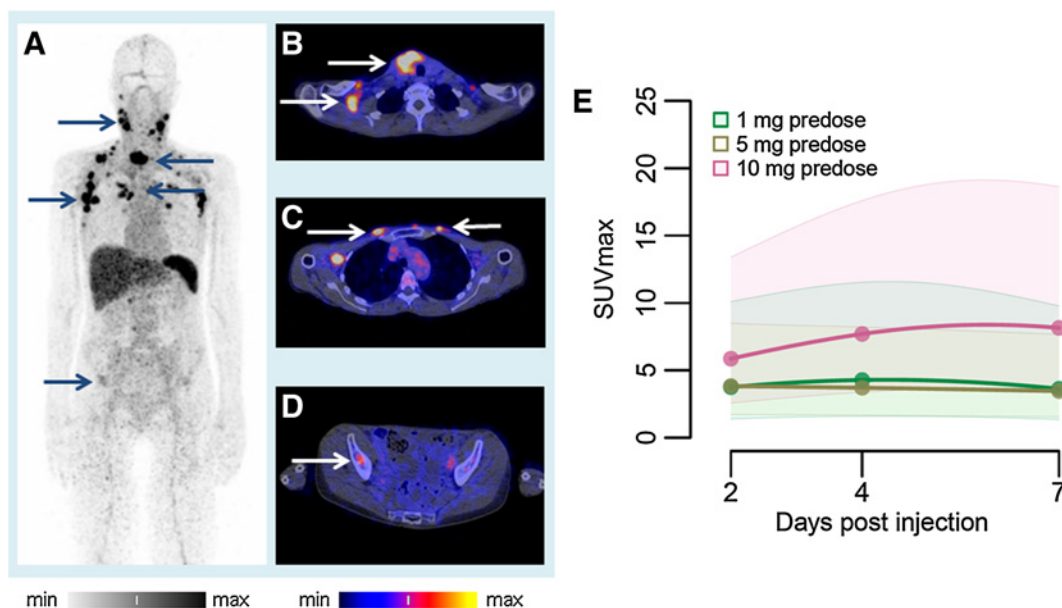 A
B
C
D
min max
min max
E
25
20
15
10
5
0
SUVmax
1 mg predose
5 mg predose
10 mg predose
2 4 7
Days post injection